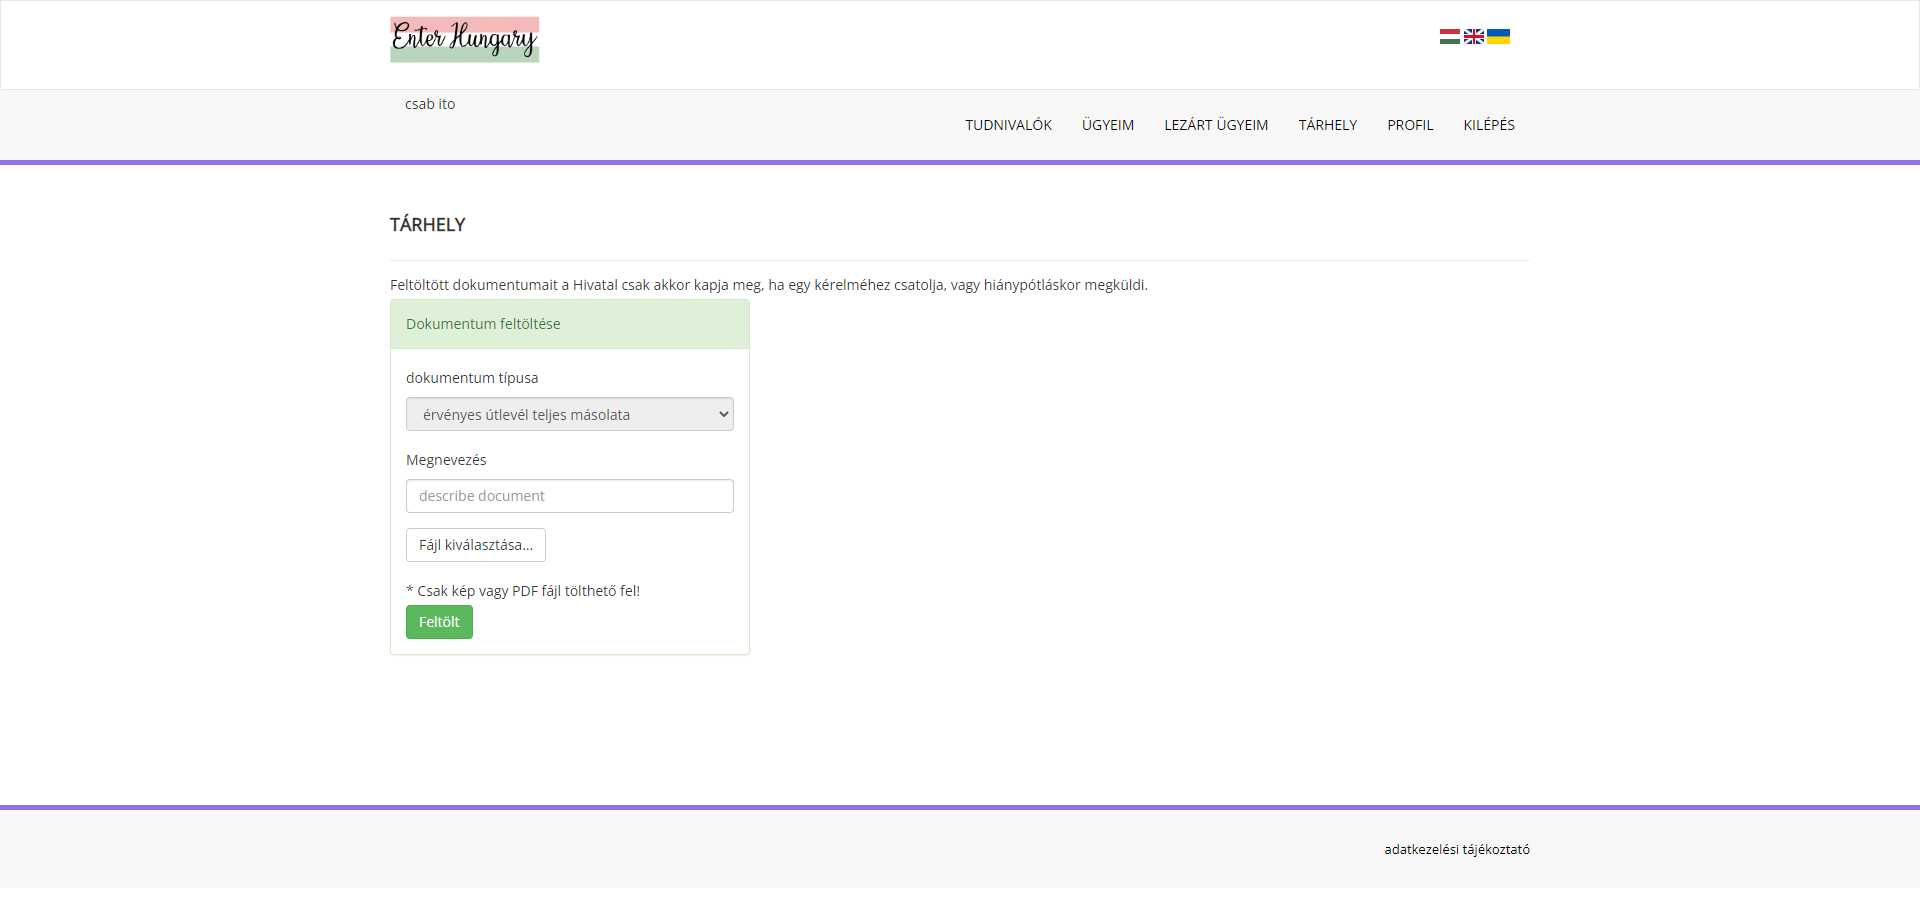 Enter Hungary
csab ito
TUDNIVALÓK ÜGYEIM LEZÁRT ÜGYEIM TÁRHELY PROFIL KILÉPÉS
TÁRHELY
Feltöltött dokumentumait a Hivatal csak akkor kapja meg, ha egy kérelméhez csatolja, vagy hiánypótláskor megküldi.
Dokumentum feltöltése
dokumentum típusa
érvényes útlevél teljes másolata
Megnevezés
describe document
Fájl kiválasztása...
* Csak kép vagy PDF fájl tölthető fel!
Feltölt
adatkezelési tájékoztató